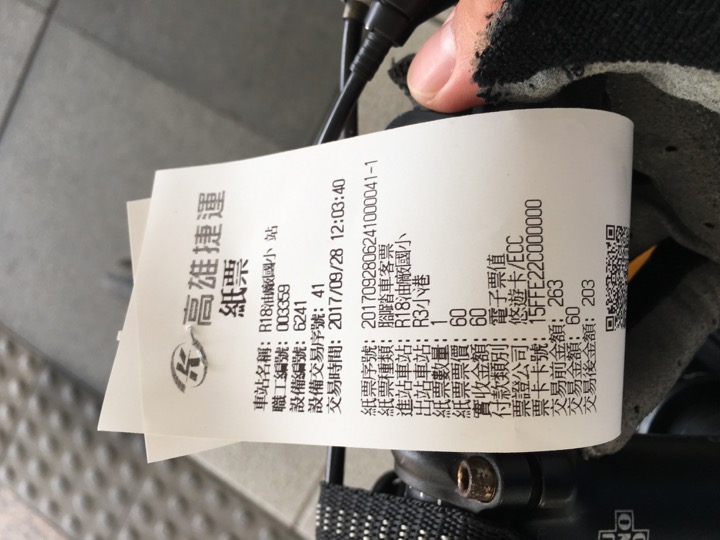 高雄捷運
紙票
車站名稱: R18油廠國小 站
職工編號: 003359
設備編號: 6241
設備交易序號: 41
交易時間: 2017/09/28 12:03:40
紙票序號: 20170928062410000041-1
紙票種類: 腳踏車客票
進站車站: R18油廠國小
出站車站: R3小港
紙票數量: 1
紙票票價: 60
實收金額: 60
付款類別: 電子票值
票證公司: 悠遊卡/ECC
票卡卡號: 15FFE22C000000
交易前金額: 263
交易金額: 60
交易後金額: 203